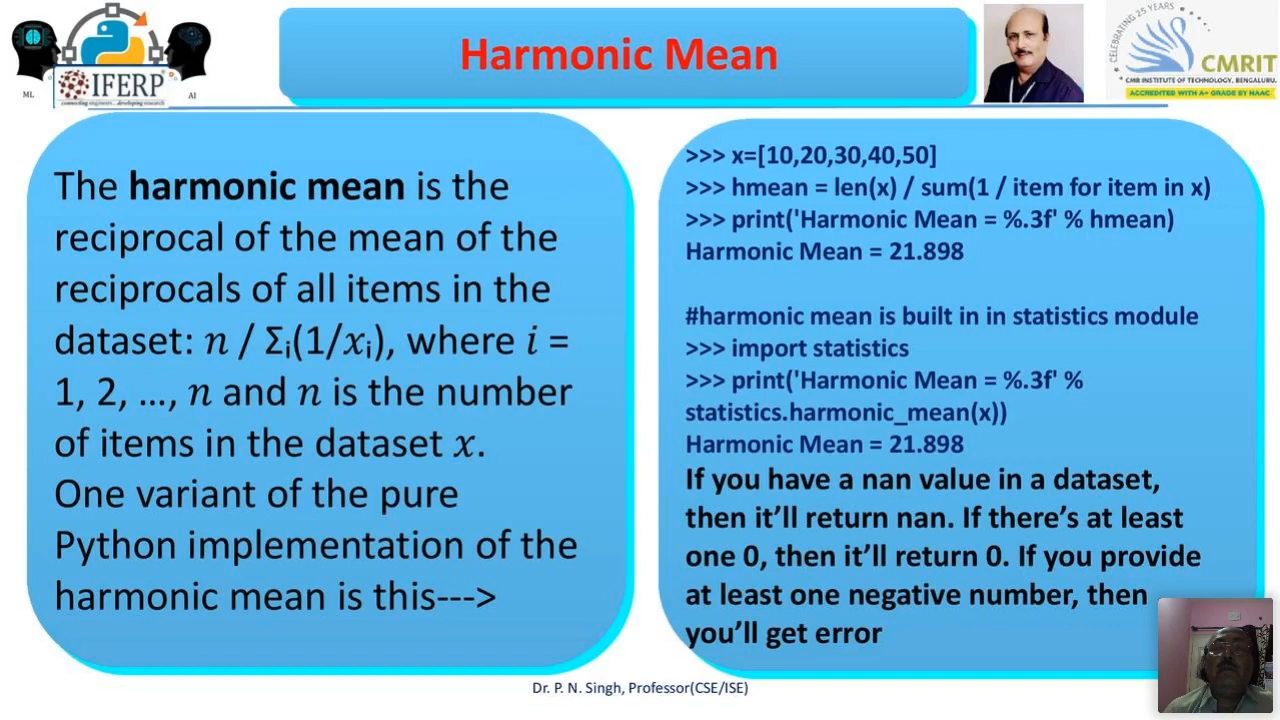 Harmonic Mean
ML
AI
IFERP
connecting engineers...developing research
CELEBRATING 25 YEARS
CMRIT
CMR INSTITUTE OF TECHNOLOGY, BENGALURU.
ACCREDITED WITH A+ GRADE BY NAAC
The harmonic mean is the
reciprocal of the mean of the
reciprocals of all items in the
dataset: 𝑛 / Σᵢ(1/𝑥ᵢ), where 𝑖 =
1, 2, …, 𝑛 and 𝑛 is the number
of items in the dataset 𝑥.
One variant of the pure
Python implementation of the
harmonic mean is this--->
>>> x=[10,20,30,40,50]
>>> hmean = len(x) / sum(1 / item for item in x)
>>> print('Harmonic Mean = %.3f' % hmean)
Harmonic Mean = 21.898
#harmonic mean is built in in statistics module
>>> import statistics
>>> print('Harmonic Mean = %.3f' %
statistics.harmonic_mean(x))
Harmonic Mean = 21.898
If you have a nan value in a dataset,
then it’ll return nan. If there’s at least
one 0, then it’ll return 0. If you provide
at least one negative number, then
you’ll get error
Dr. P. N. Singh, Professor(CSE/ISE)